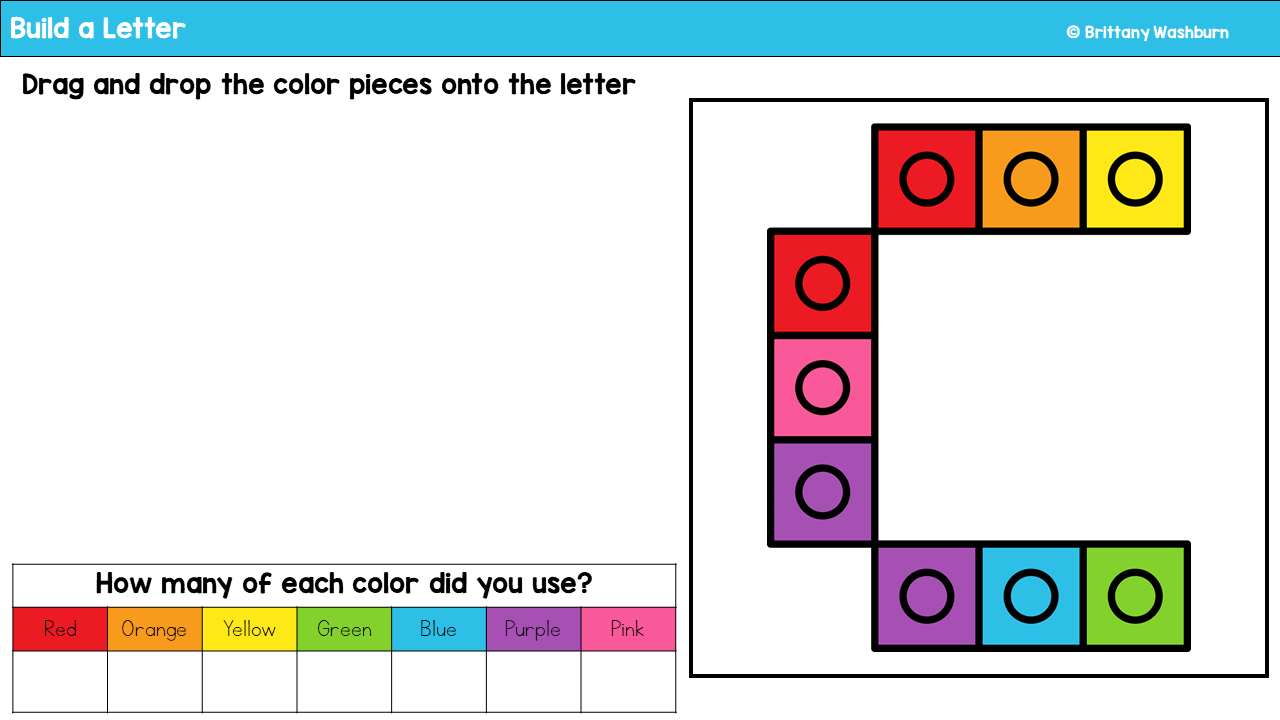 Build a Letter
© Brittany Washburn
Drag and drop the color pieces onto the letter
How many of each color did you use?
Red Orange Yellow Green Blue Purple Pink